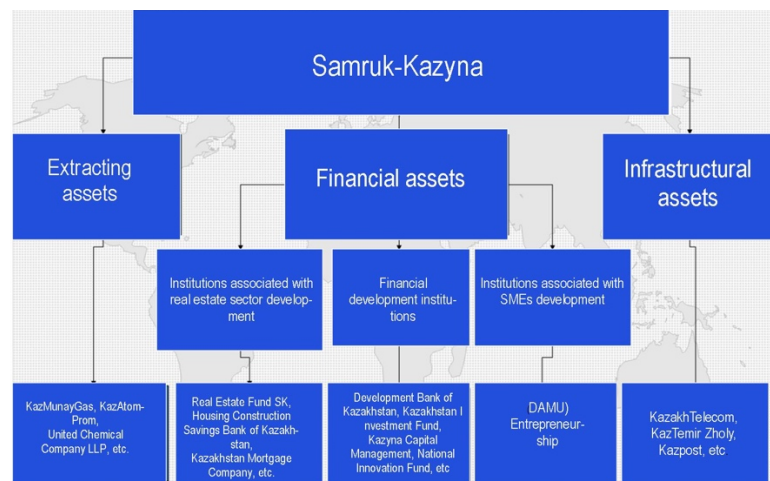 Samruk-Kazyna
Extracting
assets
Financial assets
Infrastructural
assets
Institutions associated with
real estate sector develop-
ment
Financial
development institu-
tions
Institutions associated with
SMEs development
KazMunayGas, KazAtom-
Prom,
United Chemical
Company LLP, etc.
Real Estate Fund SK,
Housing Construction
Savings Bank of Kazakh-
stan,
Kazakhstan Mortgage
Company, etc.
Development Bank of
Kazakhstan, Kazakhstan I
nvestment Fund,
Kazyna Capital
Management, National
Innovation Fund, etc
DAMU)
Entrepreneur-
ship
KazakhTelecom,
KazTemir Zholy,
Kazpost, etc